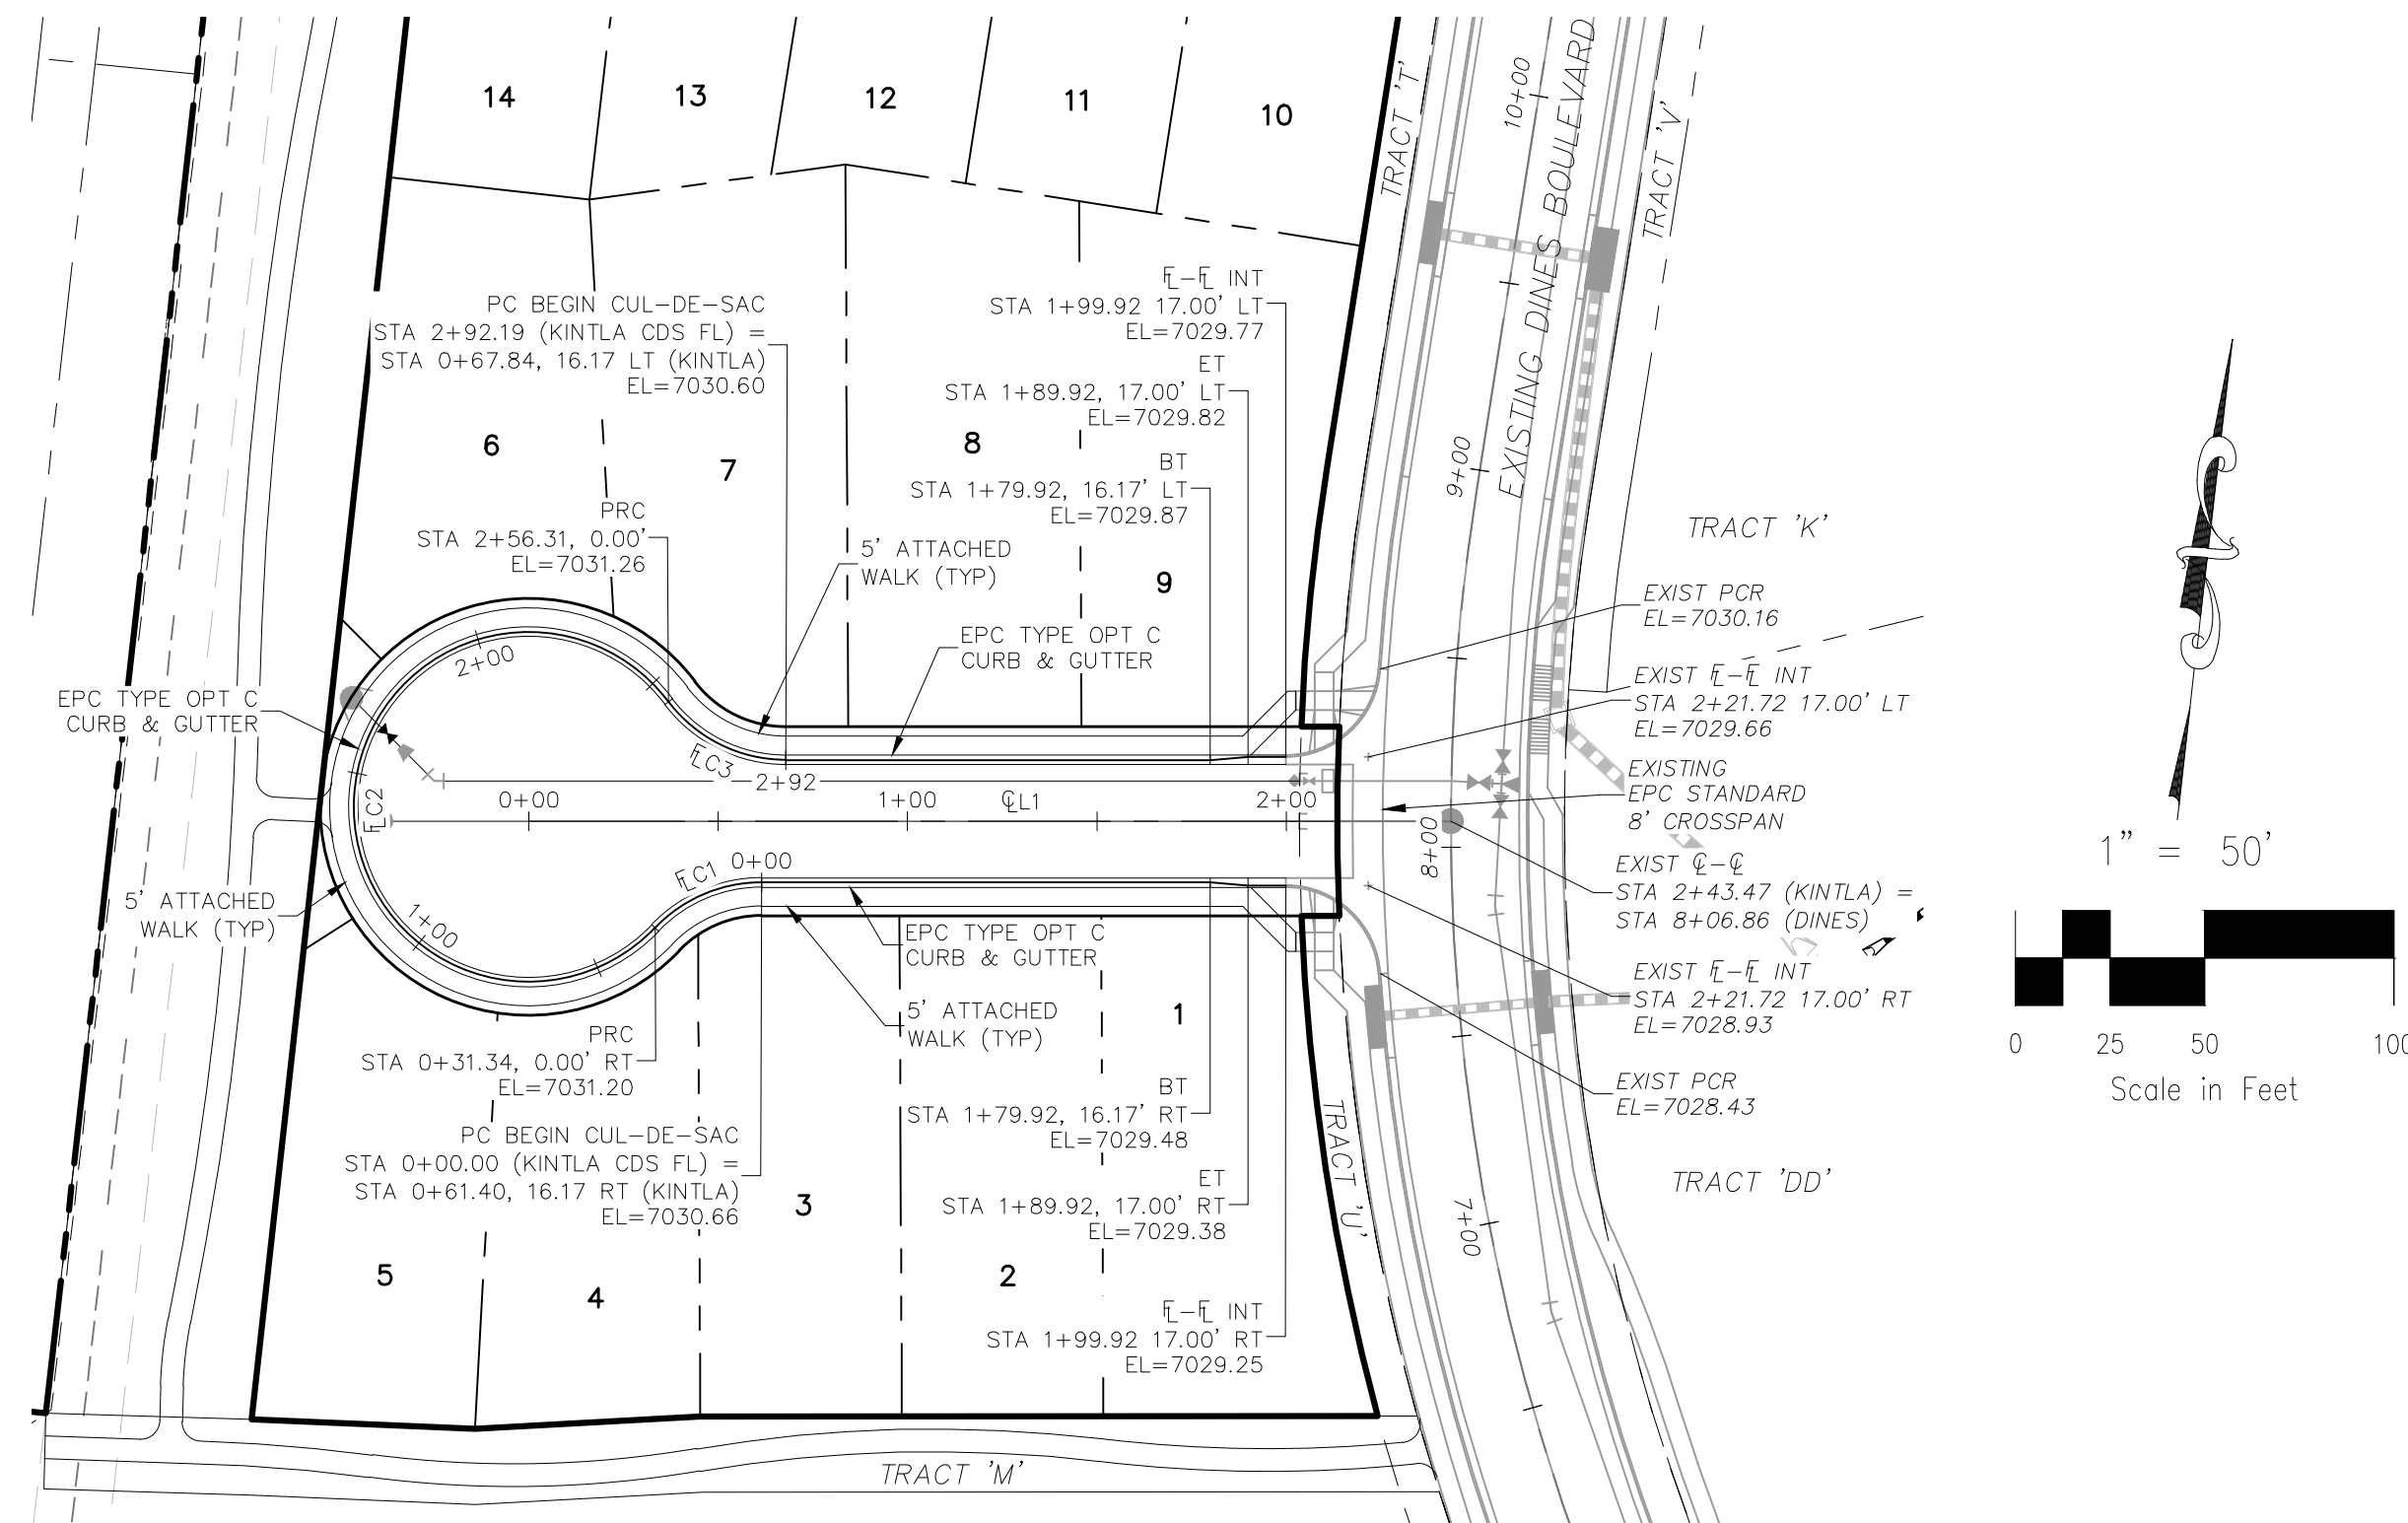 14
13
12
11
10
TRACT 'T'
10+00
EXISTING DINES BOULEVARD
TRACT 'V'
PC BEGIN CUL-DE-SAC
STA 2+92.19 (KINTLA CDS FL) =
STA 0+67.84, 16.17 LT (KINTLA)
EL=7030.60
FL-FL INT
STA 1+99.92 17.00' LT
EL=7029.77
ET
STA 1+89.92, 17.00' LT
EL=7029.82
BT
STA 1+79.92, 16.17' LT
EL=7029.87
6
7
8
9
9+00
PRC
STA 2+56.31, 0.00'
EL=7031.26
5' ATTACHED
WALK (TYP)
EPC TYPE OPT C
CURB & GUTTER
TRACT 'K'
EXIST PCR
EL=7030.16
EXIST FL-FL INT
STA 2+21.72 17.00' LT
EL=7029.66
EXISTING
EPC STANDARD
8' CROSSPAN
EXIST CL-CL
STA 2+43.47 (KINTLA) =
STA 8+06.86 (DINES)
EXIST FL-FL INT
STA 2+21.72 17.00' RT
EL=7028.93
EXIST PCR
EL=7028.43
TRACT 'DD'
EPC TYPE OPT C
CURB & GUTTER
2+00
FLC3
2+92
FLC2
0+00
1+00
CLL1
2+00
8+00
FLC1
0+00
1+00
5' ATTACHED
WALK (TYP)
EPC TYPE OPT C
CURB & GUTTER
5' ATTACHED
WALK (TYP)
1
PRC
STA 0+31.34, 0.00' RT
EL=7031.20
PC BEGIN CUL-DE-SAC
STA 0+00.00 (KINTLA CDS FL) =
STA 0+61.40, 16.17 RT (KINTLA)
EL=7030.66
BT
STA 1+79.92, 16.17' RT
EL=7029.48
ET
STA 1+89.92, 17.00' RT
EL=7029.38
FL-FL INT
STA 1+99.92 17.00' RT
EL=7029.25
TRACT 'U'
7+00
5
4
3
2
TRACT 'M'
1" = 50'
0 25 50 100
Scale in Feet